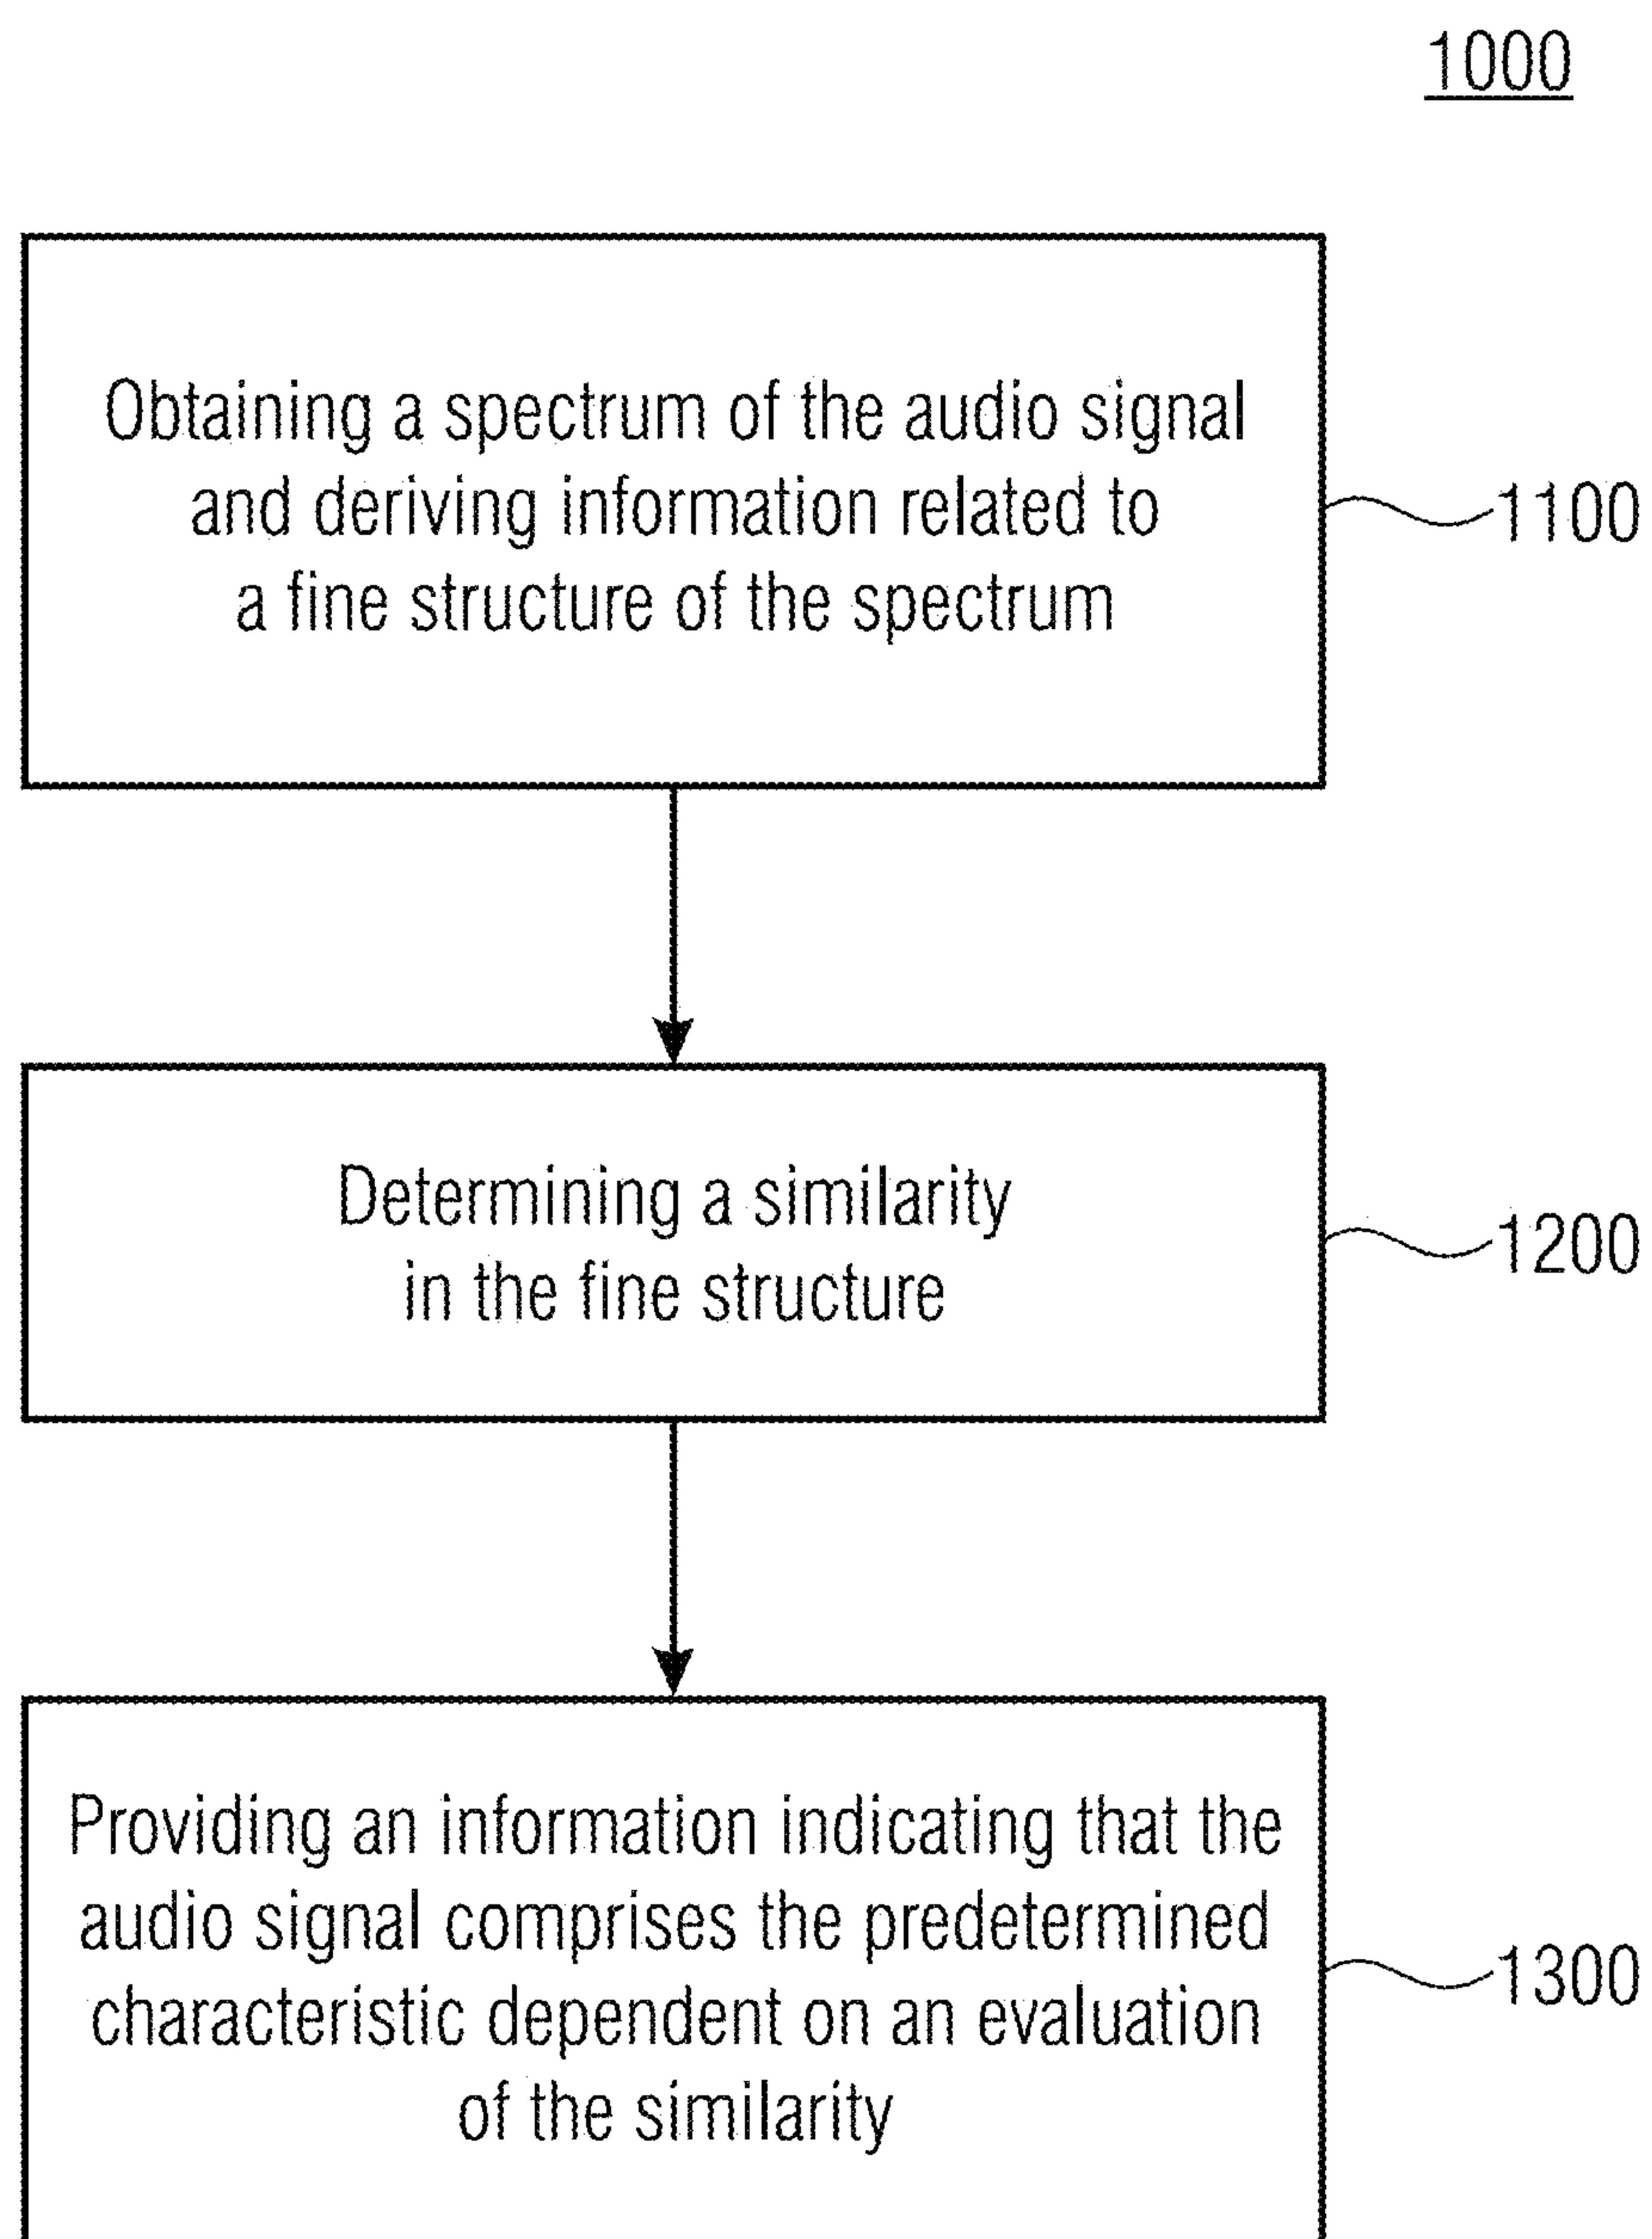 1000
Obtaining a spectrum of the audio signal
and deriving information related to
a fine structure of the spectrum
1100
Determining a similarity
in the fine structure
1200
Providing an information indicating that the
audio signal comprises the predetermined
characteristic dependent on an evaluation
of the similarity
1300